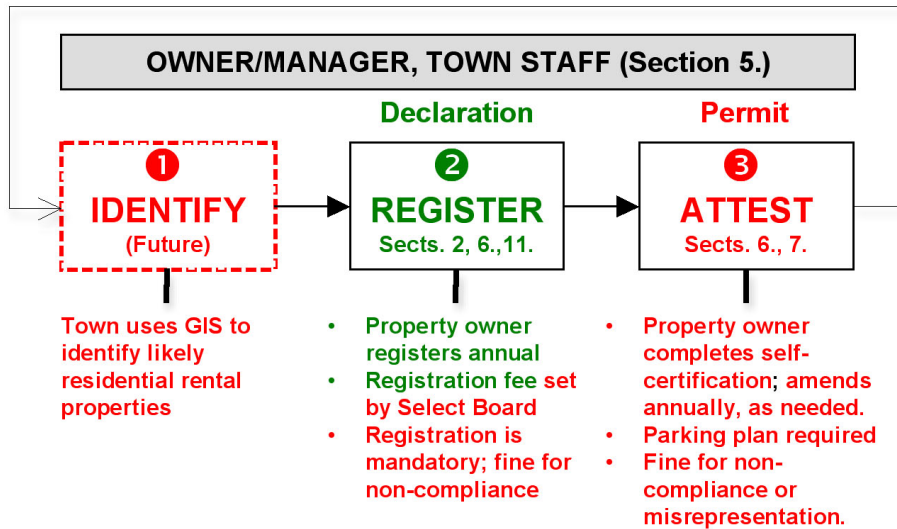 OWNER/MANAGER, TOWN STAFF (Section 5.)
Declaration
Permit
1
IDENTIFY
(Future)
2
REGISTER
Sects. 2, 6.,11.
3
ATTEST
Sects. 6., 7.
Town uses GIS to
identify likely
residential rental
properties
• Property owner
registers annual
• Registration fee set
by Select Board
• Registration is
mandatory; fine for
non-compliance
• Property owner
completes self-
certification; amends
annually, as needed.
• Parking plan required
• Fine for non-
compliance or
misrepresentation.